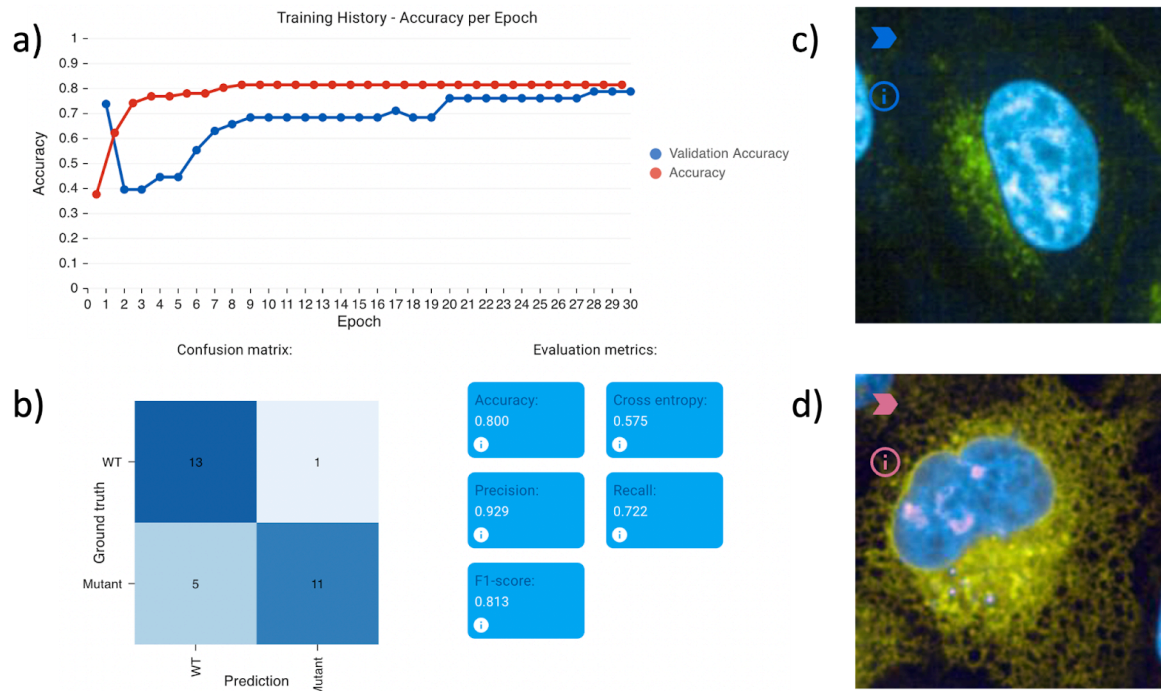 a)
Training History - Accuracy per Epoch
1
0.9
0.8
0.7
0.6
0.5
0.4
0.3
0.2
0.1
0
Accuracy
0 1 2 3 4 5 6 7 8 9 10 11 12 13 14 15 16 17 18 19 20 21 22 23 24 25 26 27 28 29 30
Epoch
Validation Accuracy
Accuracy
b)
Confusion matrix:
Ground truth
WT
13
1
Mutant
5
11
WT
Mutant
Prediction
Evaluation metrics:
Accuracy:
0.800
i
Cross entropy:
0.575
i
Precision:
0.929
i
Recall:
0.722
i
F1-score:
0.813
i
c)
i
d)
i